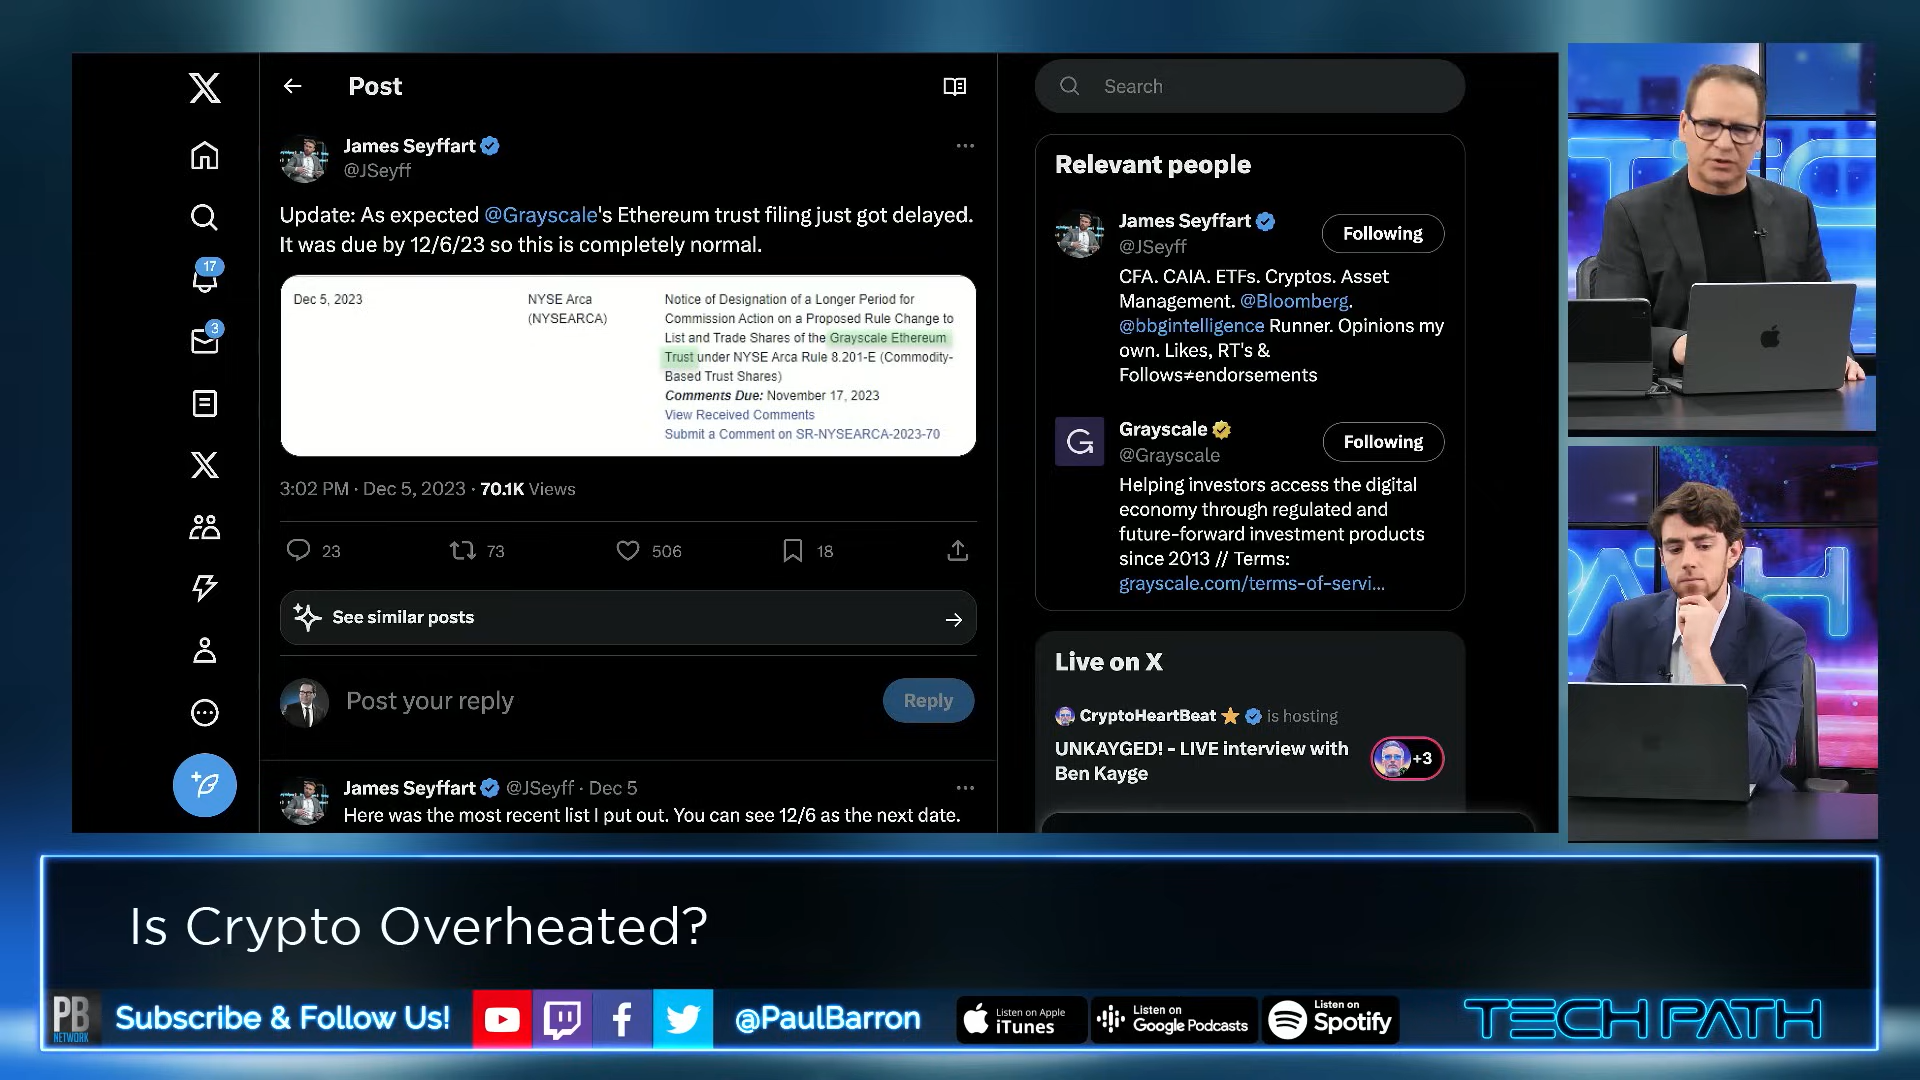 Post
Search
James Seyffart
@JSeyff
Update: As expected @Grayscale's Ethereum trust filing just got delayed.
It was due by 12/6/23 so this is completely normal.
Dec 5, 2023
NYSE Arca
(NYSEARCA)
Notice of Designation of a Longer Period for
Commission Action on a Proposed Rule Change to
List and Trade Shares of the Grayscale Ethereum
Trust under NYSE Arca Rule 8.201-E (Commodity-
Based Trust Shares)
Comments Due: November 17, 2023
View Received Comments
Submit a Comment on SR-NYSEARCA-2023-70
3:02 PM · Dec 5, 2023 · 70.1K Views
23 73 506 18
See similar posts
Post your reply
Reply
James Seyffart @JSeyff · Dec 5
Here was the most recent list I put out. You can see 12/6 as the next date.
17
3
Relevant people
James Seyffart
@JSeyff
Following
CFA. CAIA. ETFs. Cryptos. Asset
Management. @Bloomberg.
@bbgintelligence Runner. Opinions my
own. Likes, RT's &
Follows≠endorsements
Grayscale
@Grayscale
Following
Helping investors access the digital
economy through regulated and
future-forward investment products
since 2013 // Terms:
grayscale.com/terms-of-servi...
Live on X
CryptoHeartBeat is hosting
UNKAYGED! - LIVE interview with
Ben Kayge
+3
Is Crypto Overheated?
PB
NETWORK
Subscribe & Follow Us!
@PaulBarron
Listen on Apple
iTunes
Listen on
Google Podcasts
Listen on
Spotify
TECH PATH